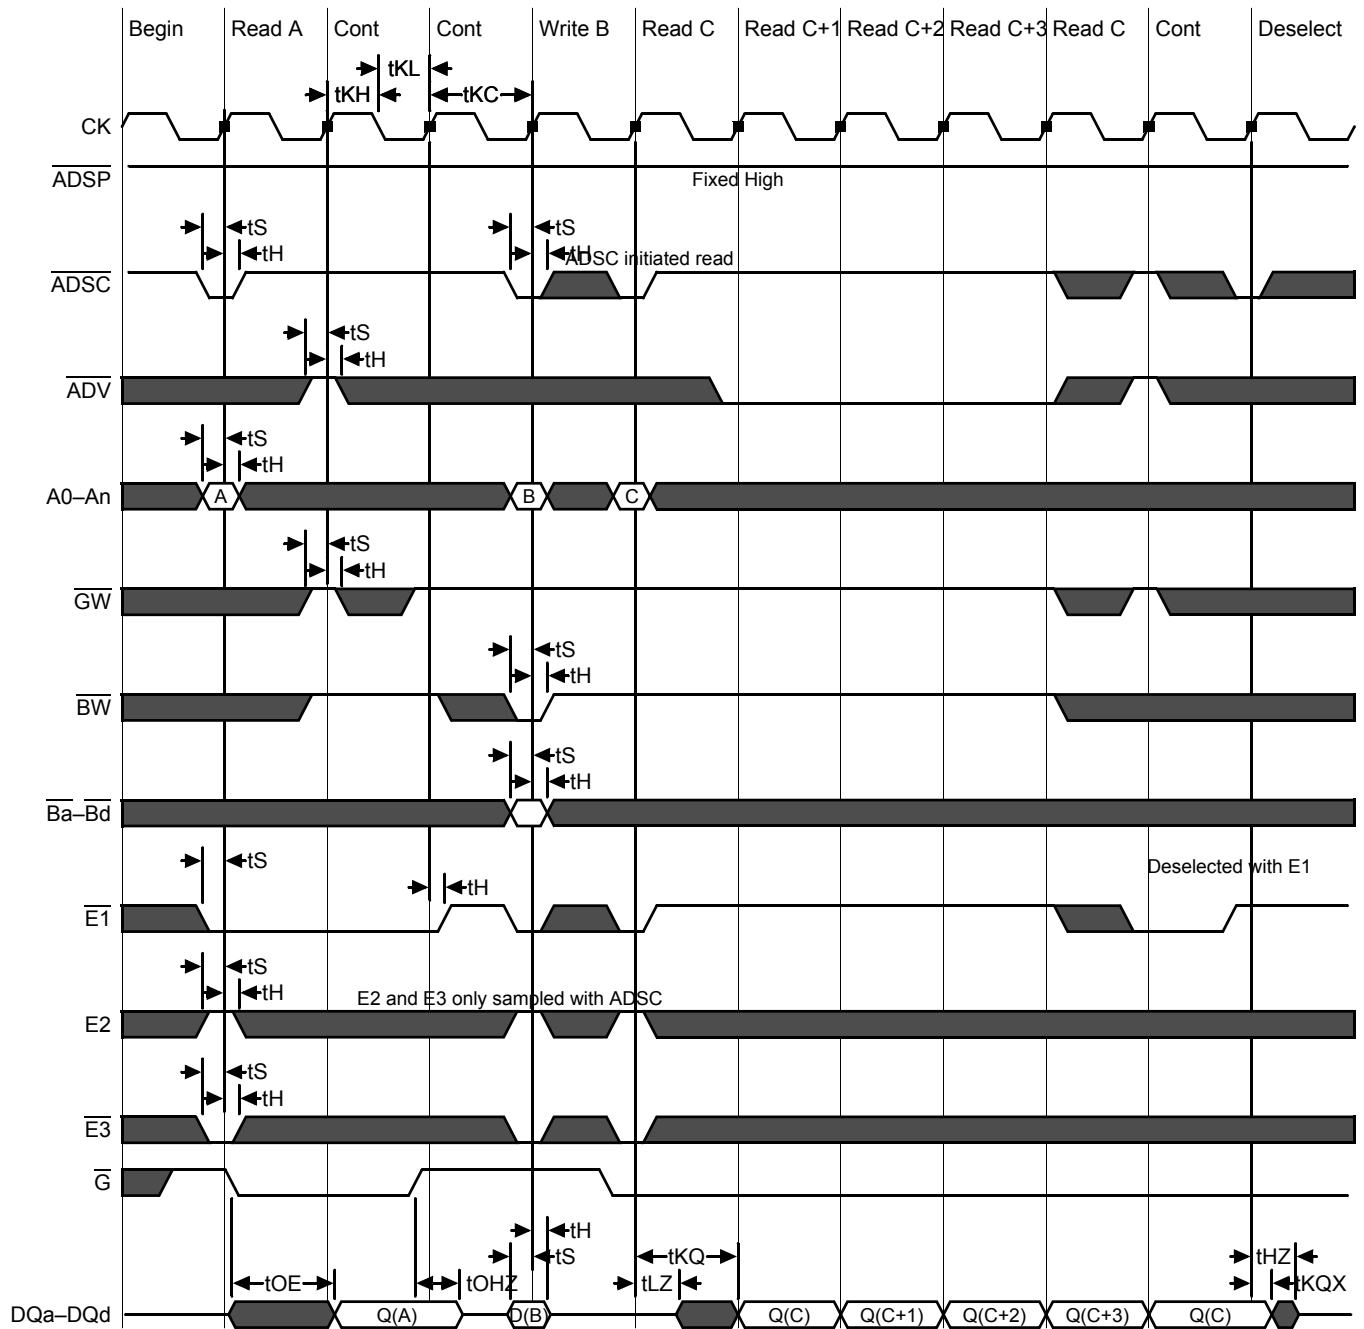 Begin Read A Cont Cont Write B Read C Read C+1 Read C+2 Read C+3 Read C Cont Deselect
tKL
tKH tKC
CK
ADSP
Fixed High
tS tS
tH tH
ADSC initiated read
ADSC
tS
tH
ADV
tS
tH
A0–An A B C
tS
tH
GW
tS
tH
BW
tS
tH
Ba–Bd
tS Deselected with E1
tH
E1
tS
tH
E2 and E3 only sampled with ADSC
E2
tS
tH
E3
G
tH
tS tKQ tHZ
tOE tOHZ tLZ tKQX
DQa–DQd Q(A) D(B) Q(C) Q(C+1) Q(C+2) Q(C+3) Q(C)